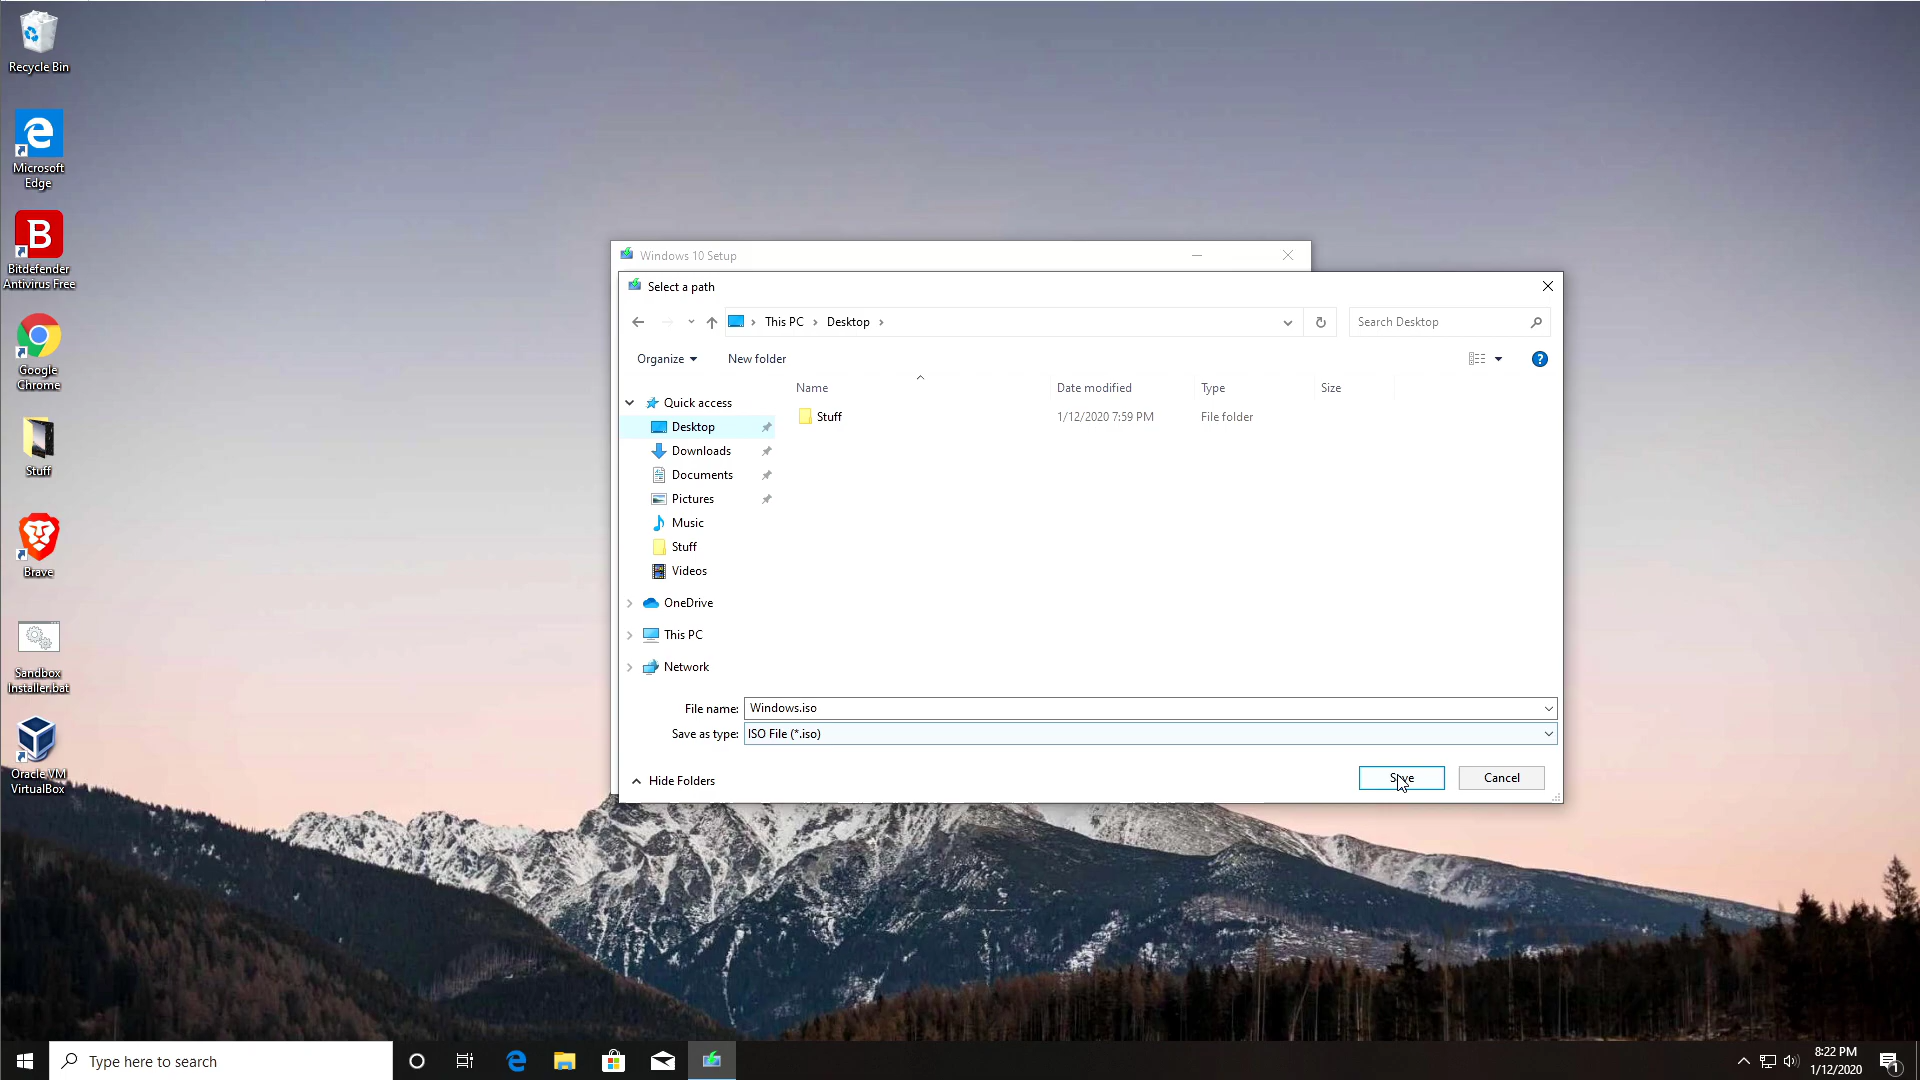 Recycle Bin
Microsoft
Edge
Bitdefender
Antivirus Free
Google
Chrome
Stuff
Brave
Sandbox
Installer.bat
Oracle VM
VirtualBox
Windows 10 Setup
Select a path
This PC
Desktop
Search Desktop
Organize
New folder
Name
Date modified
Type
Size
Quick access
Stuff
1/12/2020 7:59 PM
File folder
Desktop
Downloads
Documents
Pictures
Music
Stuff
Videos
OneDrive
This PC
Network
File name: Windows.iso
Save as type: ISO File (*.iso)
Hide Folders
Save
Cancel
Type here to search
8:22 PM
1/12/2020
1